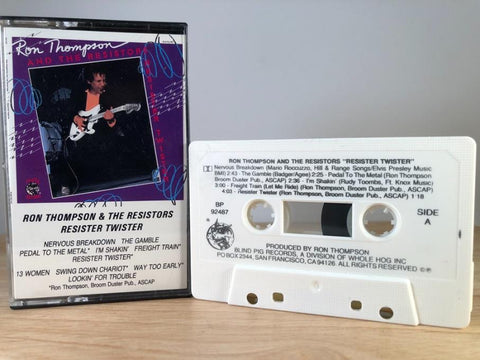 Ron Thompson
AND THE RESISTORS
RESISTER TWISTER
RON THOMPSON & THE RESISTORS
RESISTER TWISTER
NERVOUS BREAKDOWN THE GAMBLE
PEDAL TO THE METAL* I'M SHAKIN' FREIGHT TRAIN*
RESISTER TWISTER*
13 WOMEN SWING DOWN CHARIOT* WAY TOO EARLY*
LOOKIN' FOR TROUBLE
*Ron Thompson, Broom Duster Pub., ASCAP
RON THOMPSON AND THE RESISTORS "RESISTER TWISTER"
Nervous Breakdown (Mario Roccuzzo, Hill & Range Songs/Elvis Presley Music
BMI) 2:43 - The Gamble (Badger/Agee) 2:25 - Pedal To The Metal (Ron Thompson
Broom Duster Pub., ASCAP) 2:36 - I'm Shakin' (Rudy Toombs, Ft. Knox Music)
3:90 - Freight Train (Let Me Ride) (Ron Thompson, Broom Duster Pub., ASCAP)
4:03 - Resister Twister (Ron Thompson, Broom Duster Pub., ASCAP) 1:18
BP
92487
SIDE
A
PRODUCED BY RON THOMPSON
BLIND PIG RECORDS, A DIVISION OF WHOLE HOG INC
PO BOX 2544, SAN FRANCISCO, CA 94126 ALL RIGHTS RESERVED ©℗